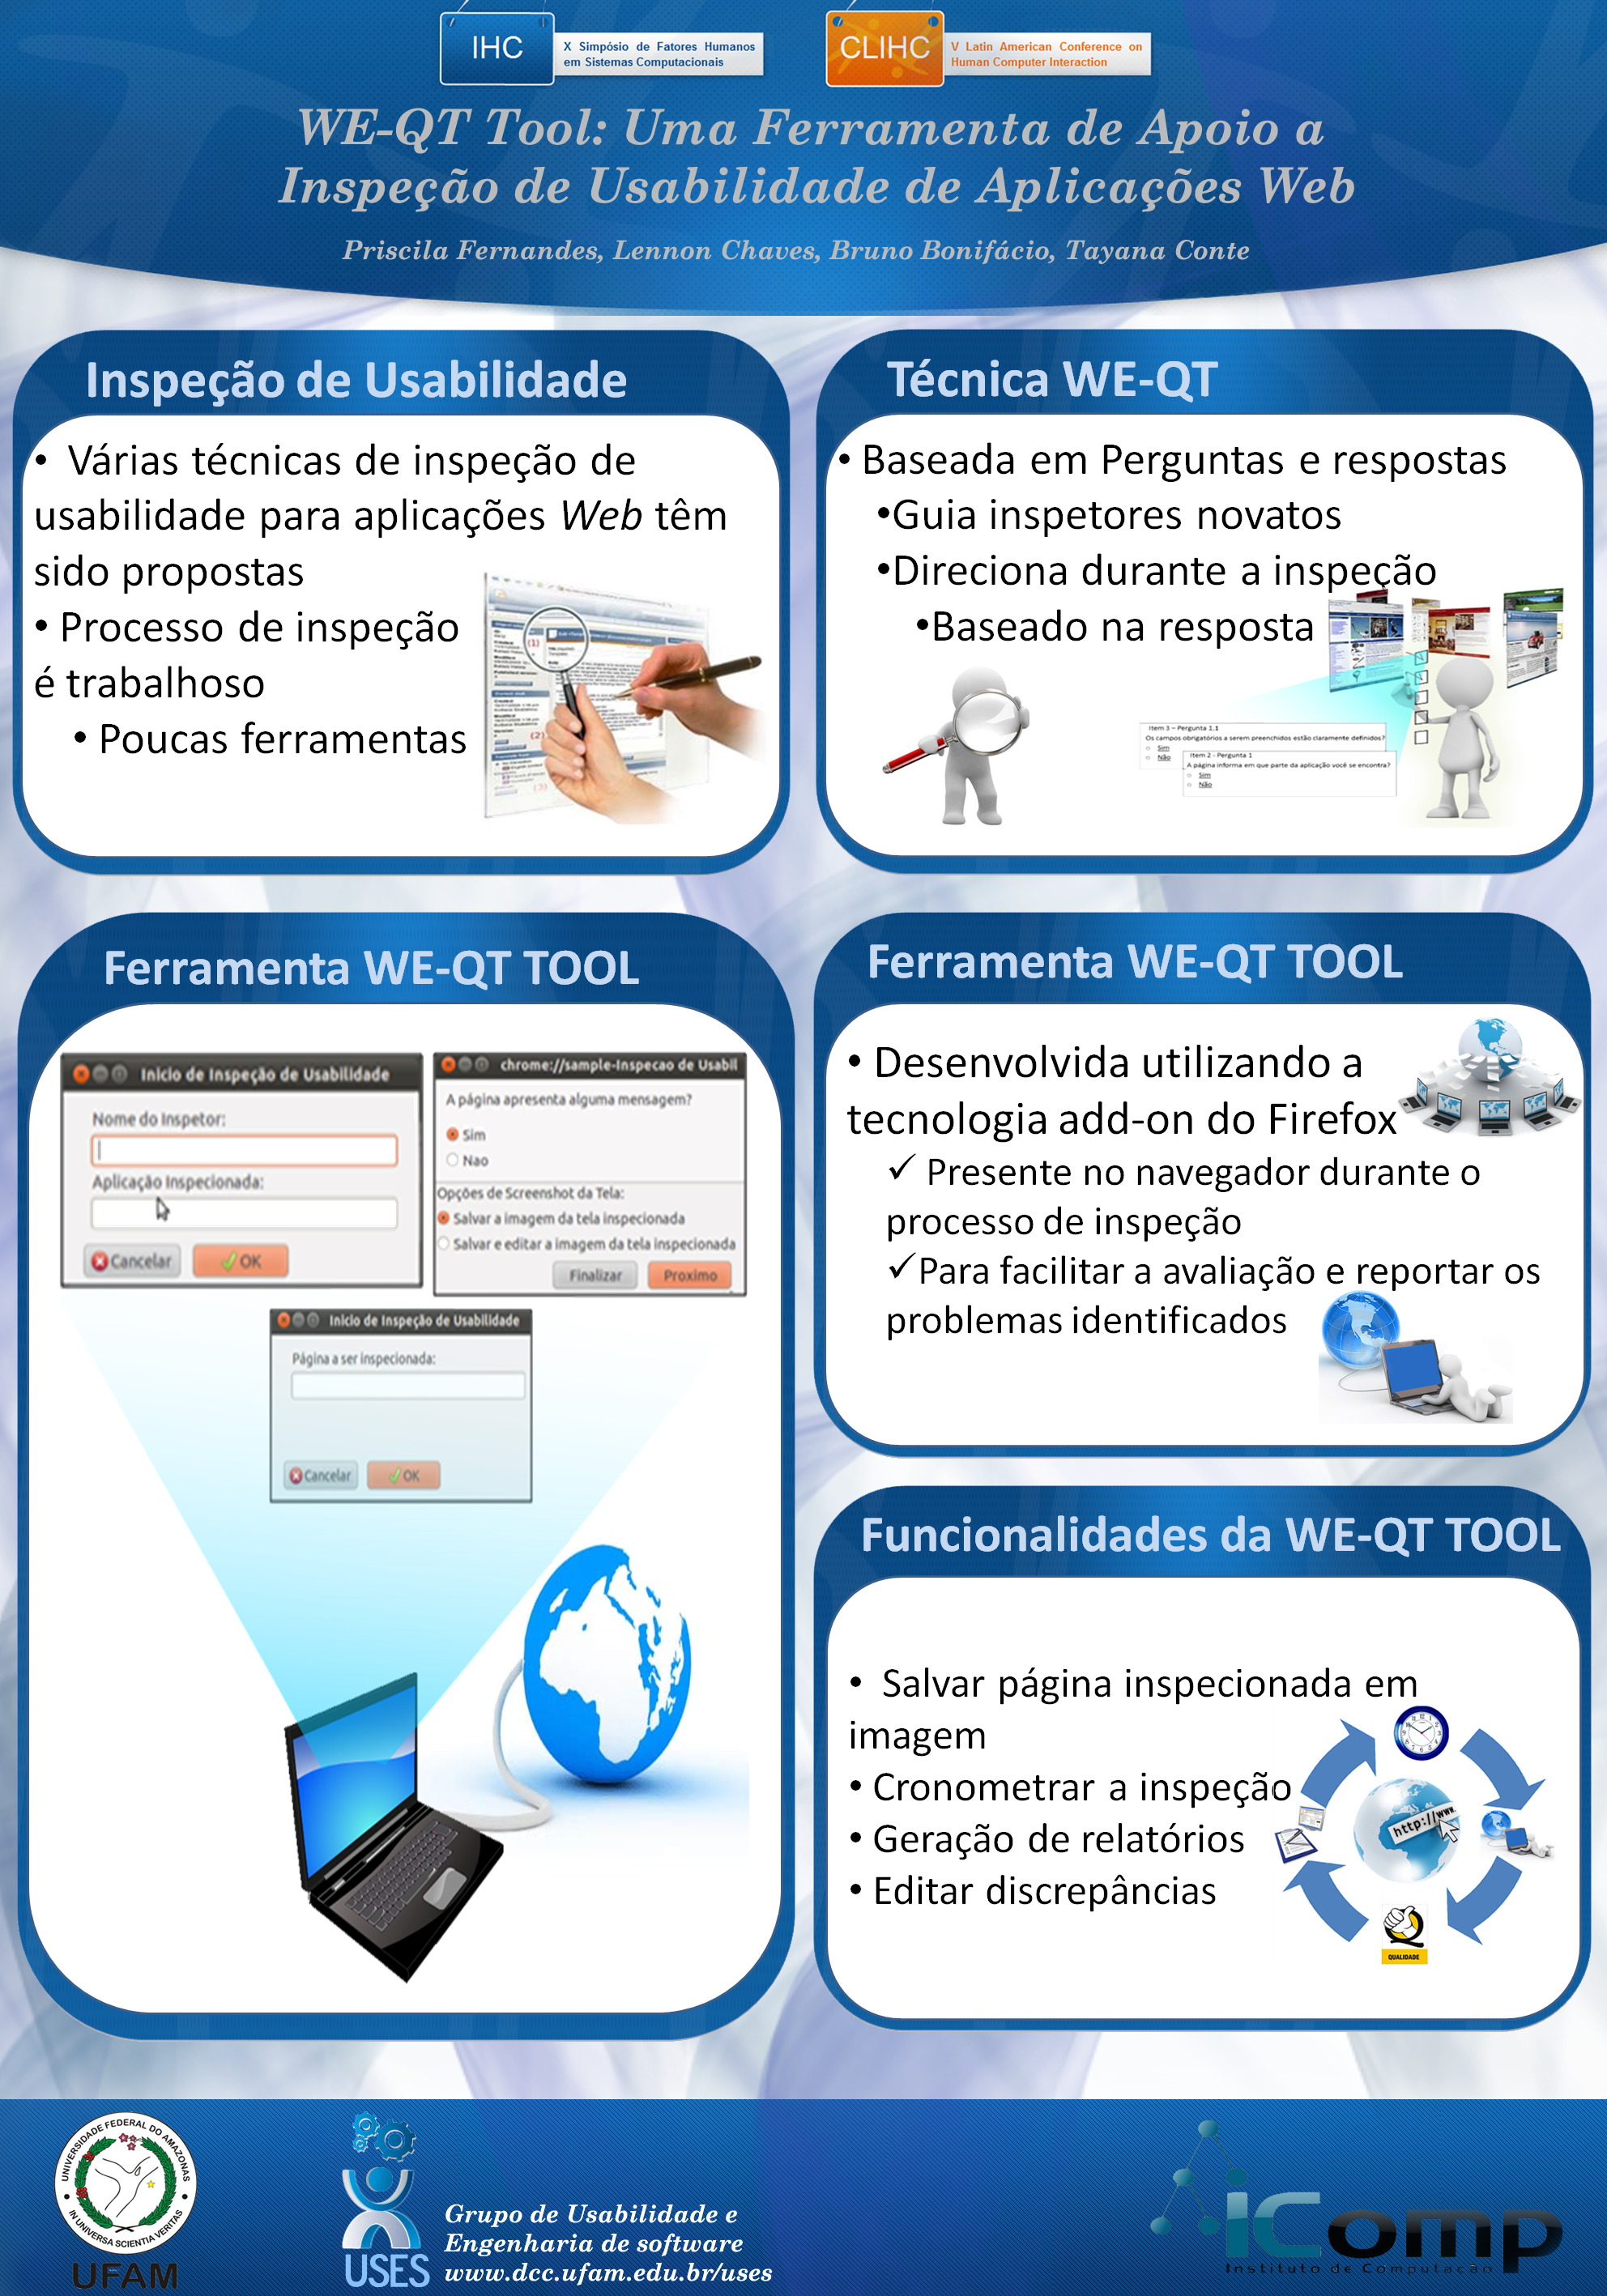 IHC
X Simpósio de Fatores Humanos
em Sistemas Computacionais
CLIHC
V Latin American Conference on
Human Computer Interaction
WE-QT Tool: Uma Ferramenta de Apoio a
Inspeção de Usabilidade de Aplicações Web
Priscila Fernandes, Lennon Chaves, Bruno Bonifácio, Tayana Conte
Inspeção de Usabilidade
• Várias técnicas de inspeção de
usabilidade para aplicações Web têm
sido propostas
• Processo de inspeção
é trabalhoso
• Poucas ferramentas
Técnica WE-QT
• Baseada em Perguntas e respostas
•Guia inspetores novatos
•Direciona durante a inspeção
•Baseado na resposta
Item 3 – Pergunta 1.1
Os campos obrigatórios a serem preenchidos estão claramente definidos?
Sim
Não
Item 2 - Pergunta 1
A página informa em que parte da aplicação você se encontra?
Sim
Não
Ferramenta WE-QT TOOL
Inicio de Inspeção de Usabilidade
Nome do Inspetor:
Aplicação Inspecionada:
Cancelar
OK
chrome://sample-Inspecao de Usabil
A página apresenta alguma mensagem?
Sim
Nao
Opções de Screenshot da Tela:
Salvar a imagem da tela inspecionada
Salvar e editar a imagem da tela inspecionada
Finalizar
Proximo
Inicio de Inspeção de Usabilidade
Página a ser inspecionada:
Cancelar
OK
Ferramenta WE-QT TOOL
• Desenvolvida utilizando a
tecnologia add-on do Firefox
✓ Presente no navegador durante o
processo de inspeção
✓Para facilitar a avaliação e reportar os
problemas identificados
Funcionalidades da WE-QT TOOL
• Salvar página inspecionada em
imagem
• Cronometrar a inspeção
• Geração de relatórios
• Editar discrepâncias
http://www.
QUALIDADE
UNIVERSIDADE FEDERAL DO AMAZONAS
IN UNIVERSA SCIENTIA VERITAS
UFAM
USES
Grupo de Usabilidade e
Engenharia de software
www.dcc.ufam.edu.br/uses
iComp
Instituto de Computação